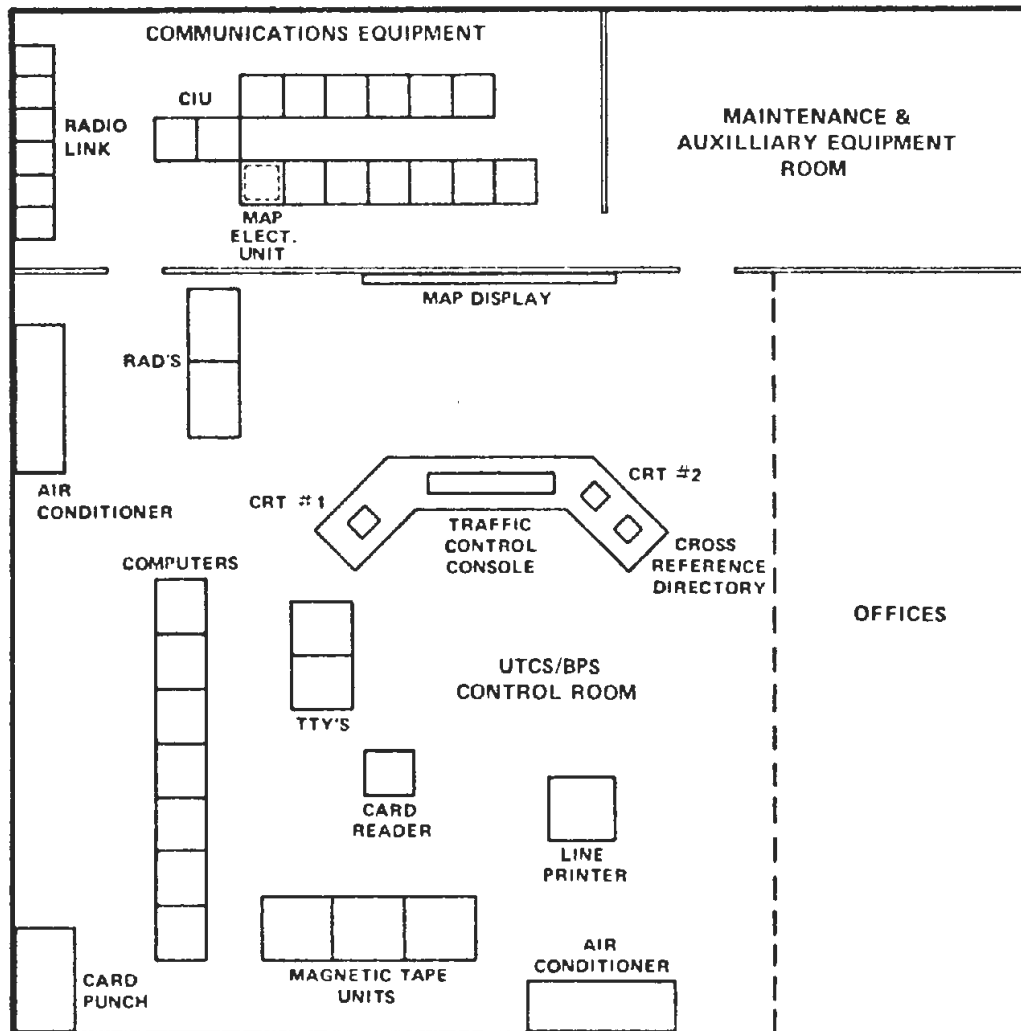 COMMUNICATIONS EQUIPMENT
CIU
RADIO
LINK
MAP
ELECT.
UNIT
MAINTENANCE &
AUXILLIARY EQUIPMENT
ROOM
MAP DISPLAY
RAD'S
AIR
CONDITIONER
CRT #1
CRT #2
TRAFFIC
CONTROL
CONSOLE
CROSS
REFERENCE
DIRECTORY
COMPUTERS
OFFICES
UTCS/BPS
CONTROL ROOM
TTY'S
CARD
READER
LINE
PRINTER
MAGNETIC TAPE
UNITS
AIR
CONDITIONER
CARD
PUNCH